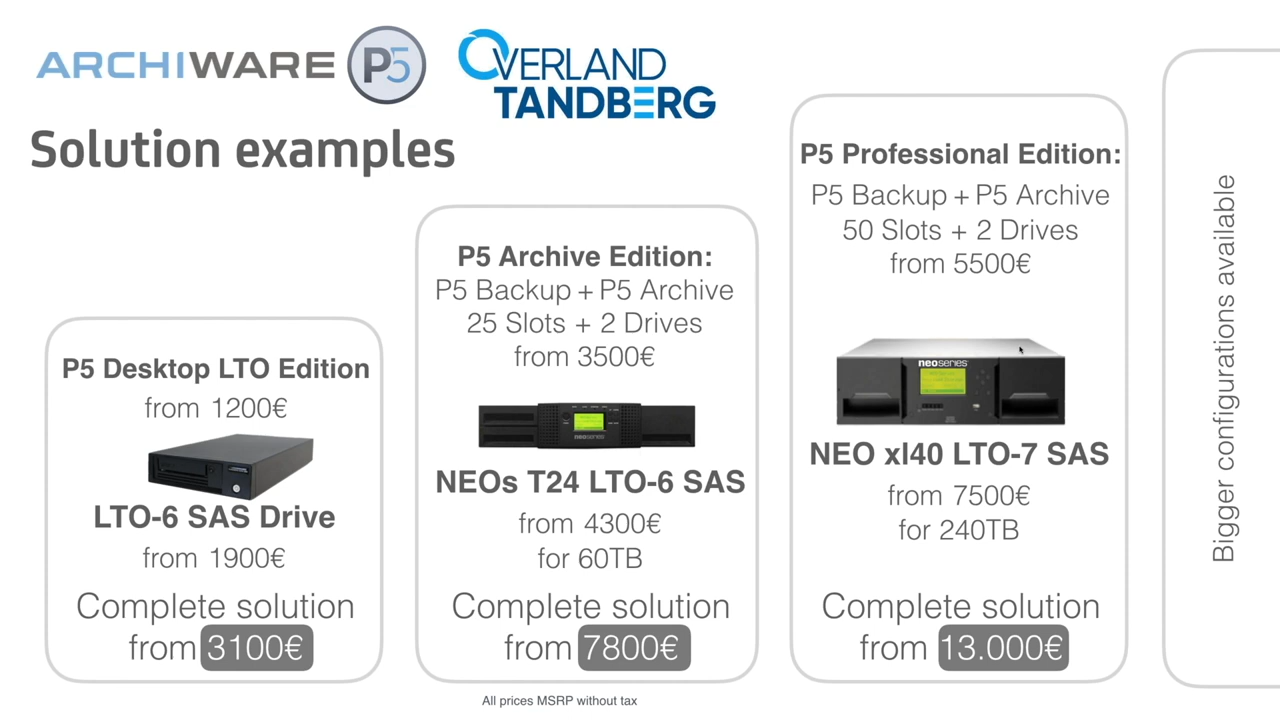 ARCHIWARE P5
OVERLAND
TANDBERG
Solution examples
P5 Desktop LTO Edition
from 1200€
LTO-6 SAS Drive
from 1900€
Complete solution
from 3100€
P5 Archive Edition:
P5 Backup + P5 Archive
25 Slots + 2 Drives
from 3500€
neoseries
NEOs T24 LTO-6 SAS
from 4300€
for 60TB
Complete solution
from 7800€
P5 Professional Edition:
P5 Backup + P5 Archive
50 Slots + 2 Drives
from 5500€
neoseries
NEO xl40 LTO-7 SAS
from 7500€
for 240TB
Complete solution
from 13.000€
Bigger configurations available
All prices MSRP without tax